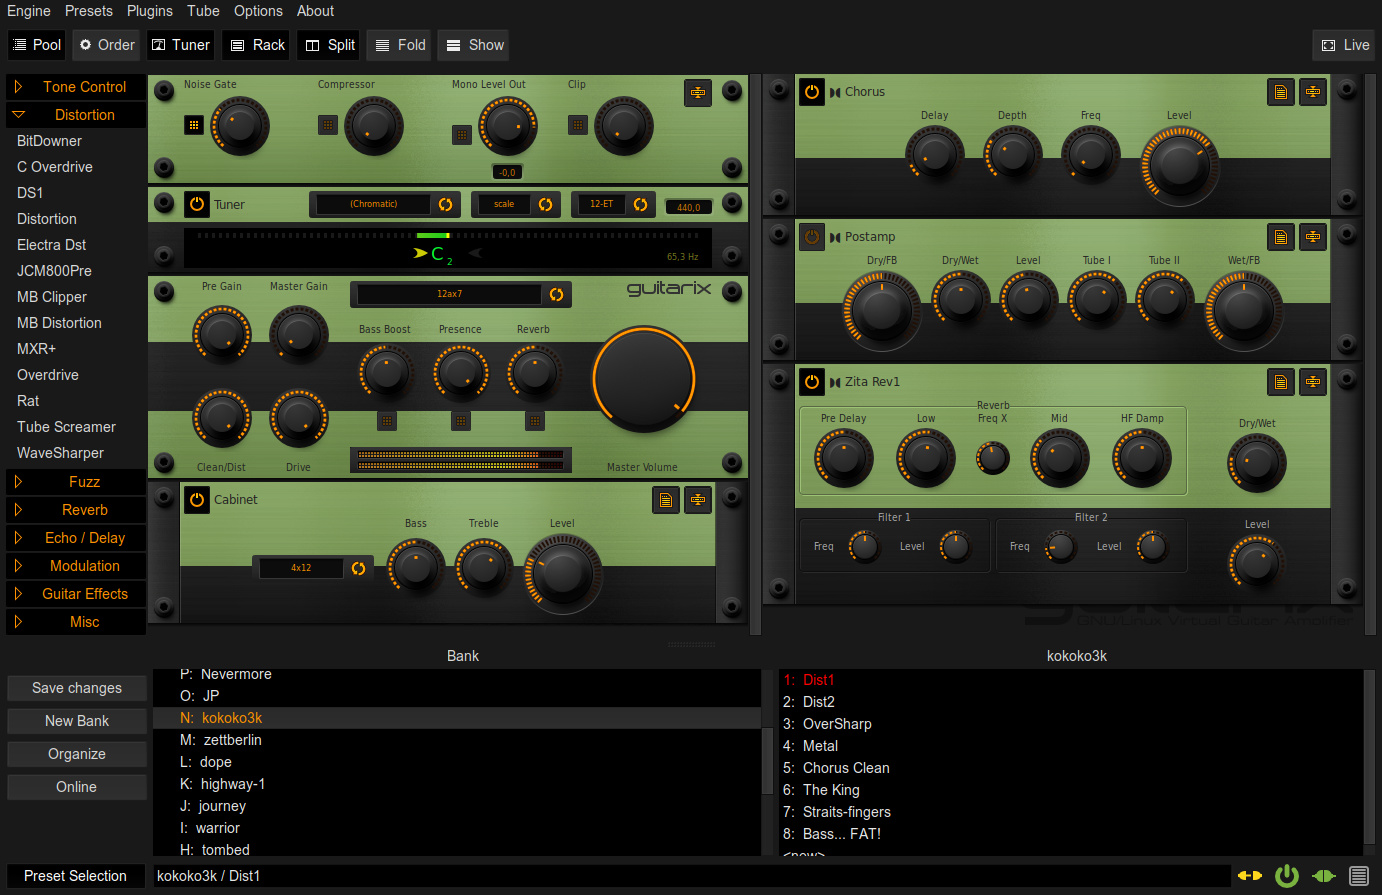 Engine Presets Plugins Tube Options About
Pool Order Tuner Rack Split Fold Show Live
Tone Control
Distortion
BitDowner
C Overdrive
DS1
Distortion
Electra Dst
JCM800Pre
MB Clipper
MB Distortion
MXR+
Overdrive
Rat
Tube Screamer
WaveSharper
Fuzz
Reverb
Echo / Delay
Modulation
Guitar Effects
Misc
Noise Gate Compressor Mono Level Out Clip
-0,0
Tuner (Chromatic) scale 12-ET 440,0
C 2 65,3 Hz
Pre Gain Master Gain 12ax7 guitarix
Bass Boost Presence Reverb
Clean/Dist Drive Master Volume
Cabinet
Bass Treble Level
4x12
Chorus
Delay Depth Freq Level
Postamp
Dry/FB Dry/Wet Level Tube I Tube II Wet/FB
Zita Rev1
Reverb
Pre Delay Low Freq X Mid HF Damp Dry/Wet
Filter 1 Filter 2 Level
Freq Level Freq Level
guitarix
GNU/Linux Virtual Guitar Amplifier
Bank kokoko3k
Save changes
New Bank
Organize
Online
P: Nevermore
O: JP
N: kokoko3k
M: zettberlin
L: dope
K: highway-1
J: journey
I: warrior
H: tombed
1: Dist1
2: Dist2
3: OverSharp
4: Metal
5: Chorus Clean
6: The King
7: Straits-fingers
8: Bass... FAT!
<new>
Preset Selection kokoko3k / Dist1